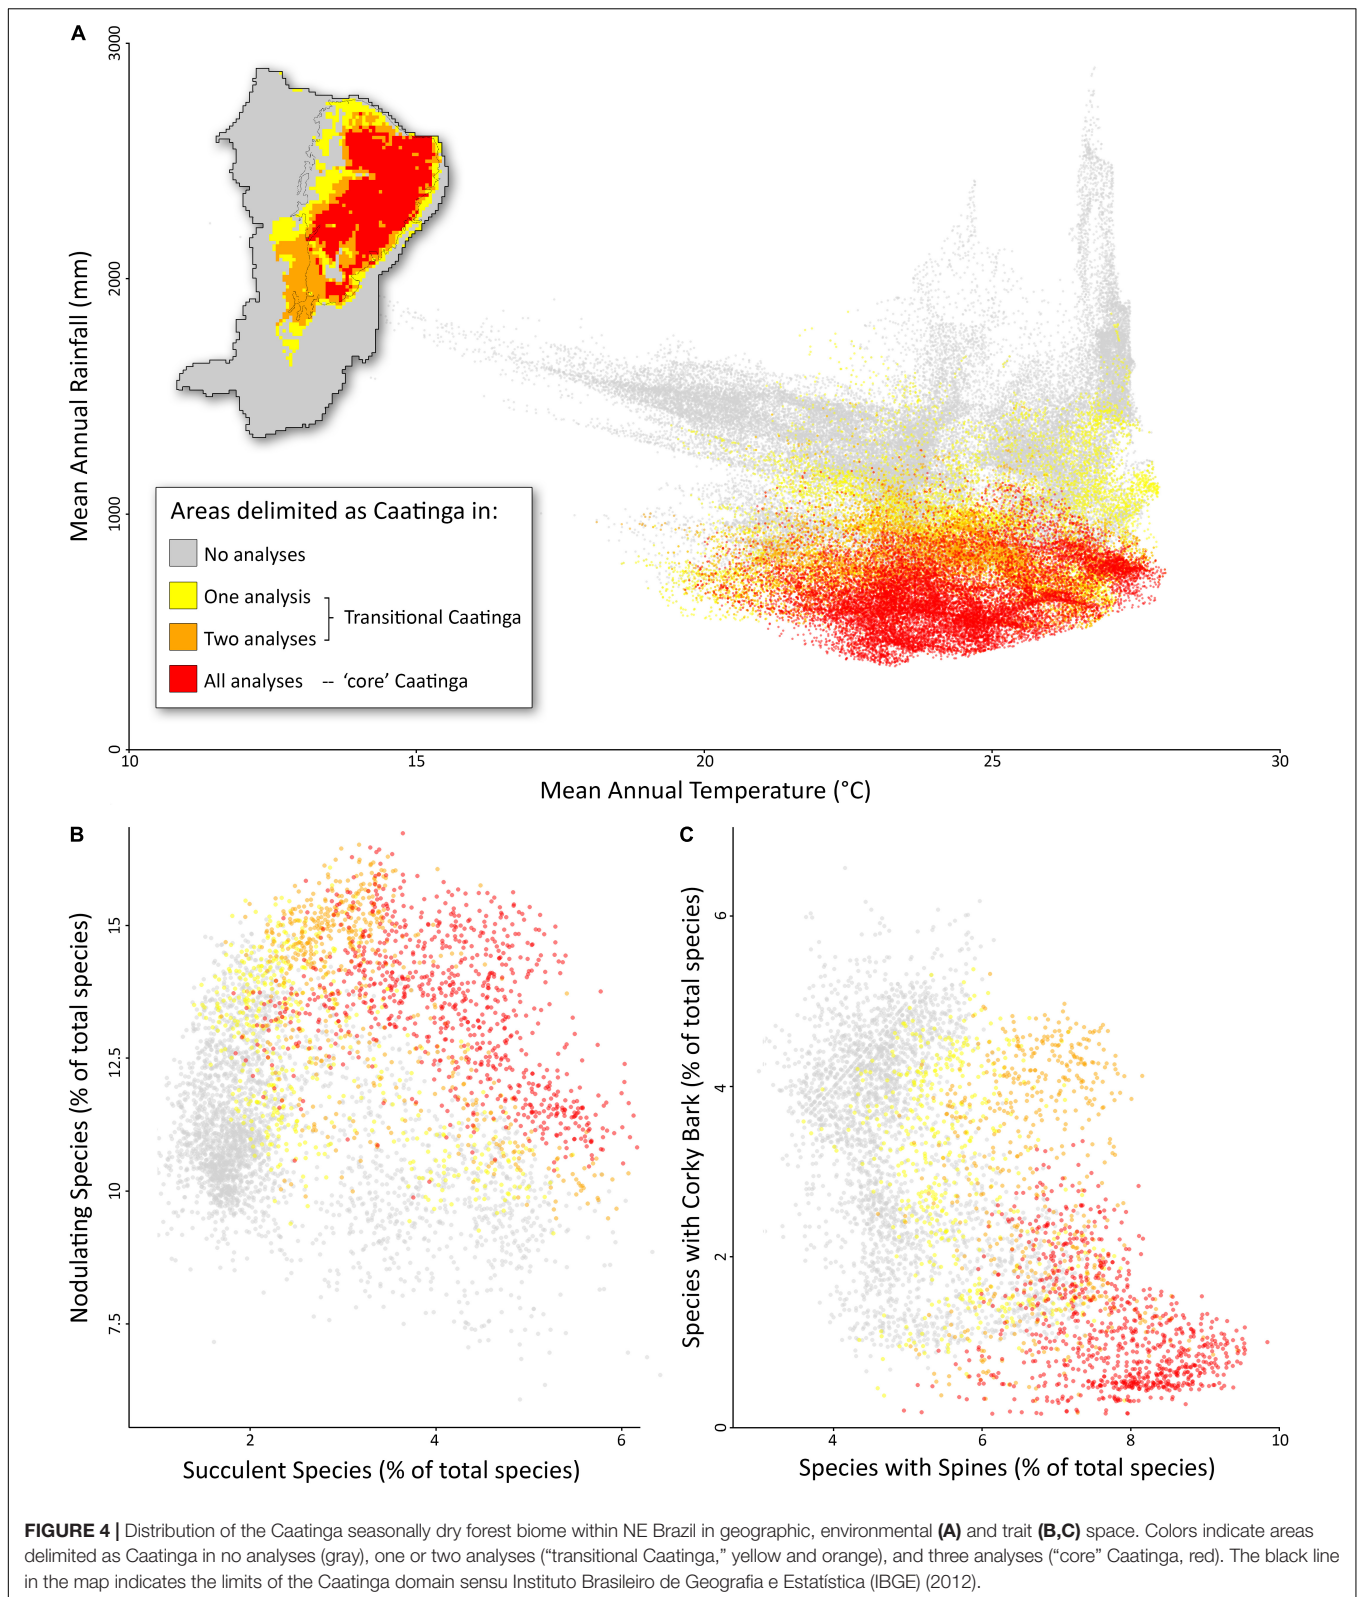 A
3000
2000
1000
0
Mean Annual Rainfall (mm)
Areas delimited as Caatinga in:
No analyses
One analysis
Transitional Caatinga
Two analyses
All analyses -- 'core' Caatinga
10
15
20
25
30
Mean Annual Temperature (°C)
B
15
12.5
10
7.5
Nodulating Species (% of total species)
2
4
6
Succulent Species (% of total species)
C
6
4
2
0
Species with Corky Bark (% of total species)
4
6
8
10
Species with Spines (% of total species)
FIGURE 4 | Distribution of the Caatinga seasonally dry forest biome within NE Brazil in geographic, environmental (A) and trait (B,C) space. Colors indicate areas
delimited as Caatinga in no analyses (gray), one or two analyses (“transitional Caatinga,” yellow and orange), and three analyses (“core” Caatinga, red). The black line
in the map indicates the limits of the Caatinga domain sensu Instituto Brasileiro de Geografia e Estatística (IBGE) (2012).